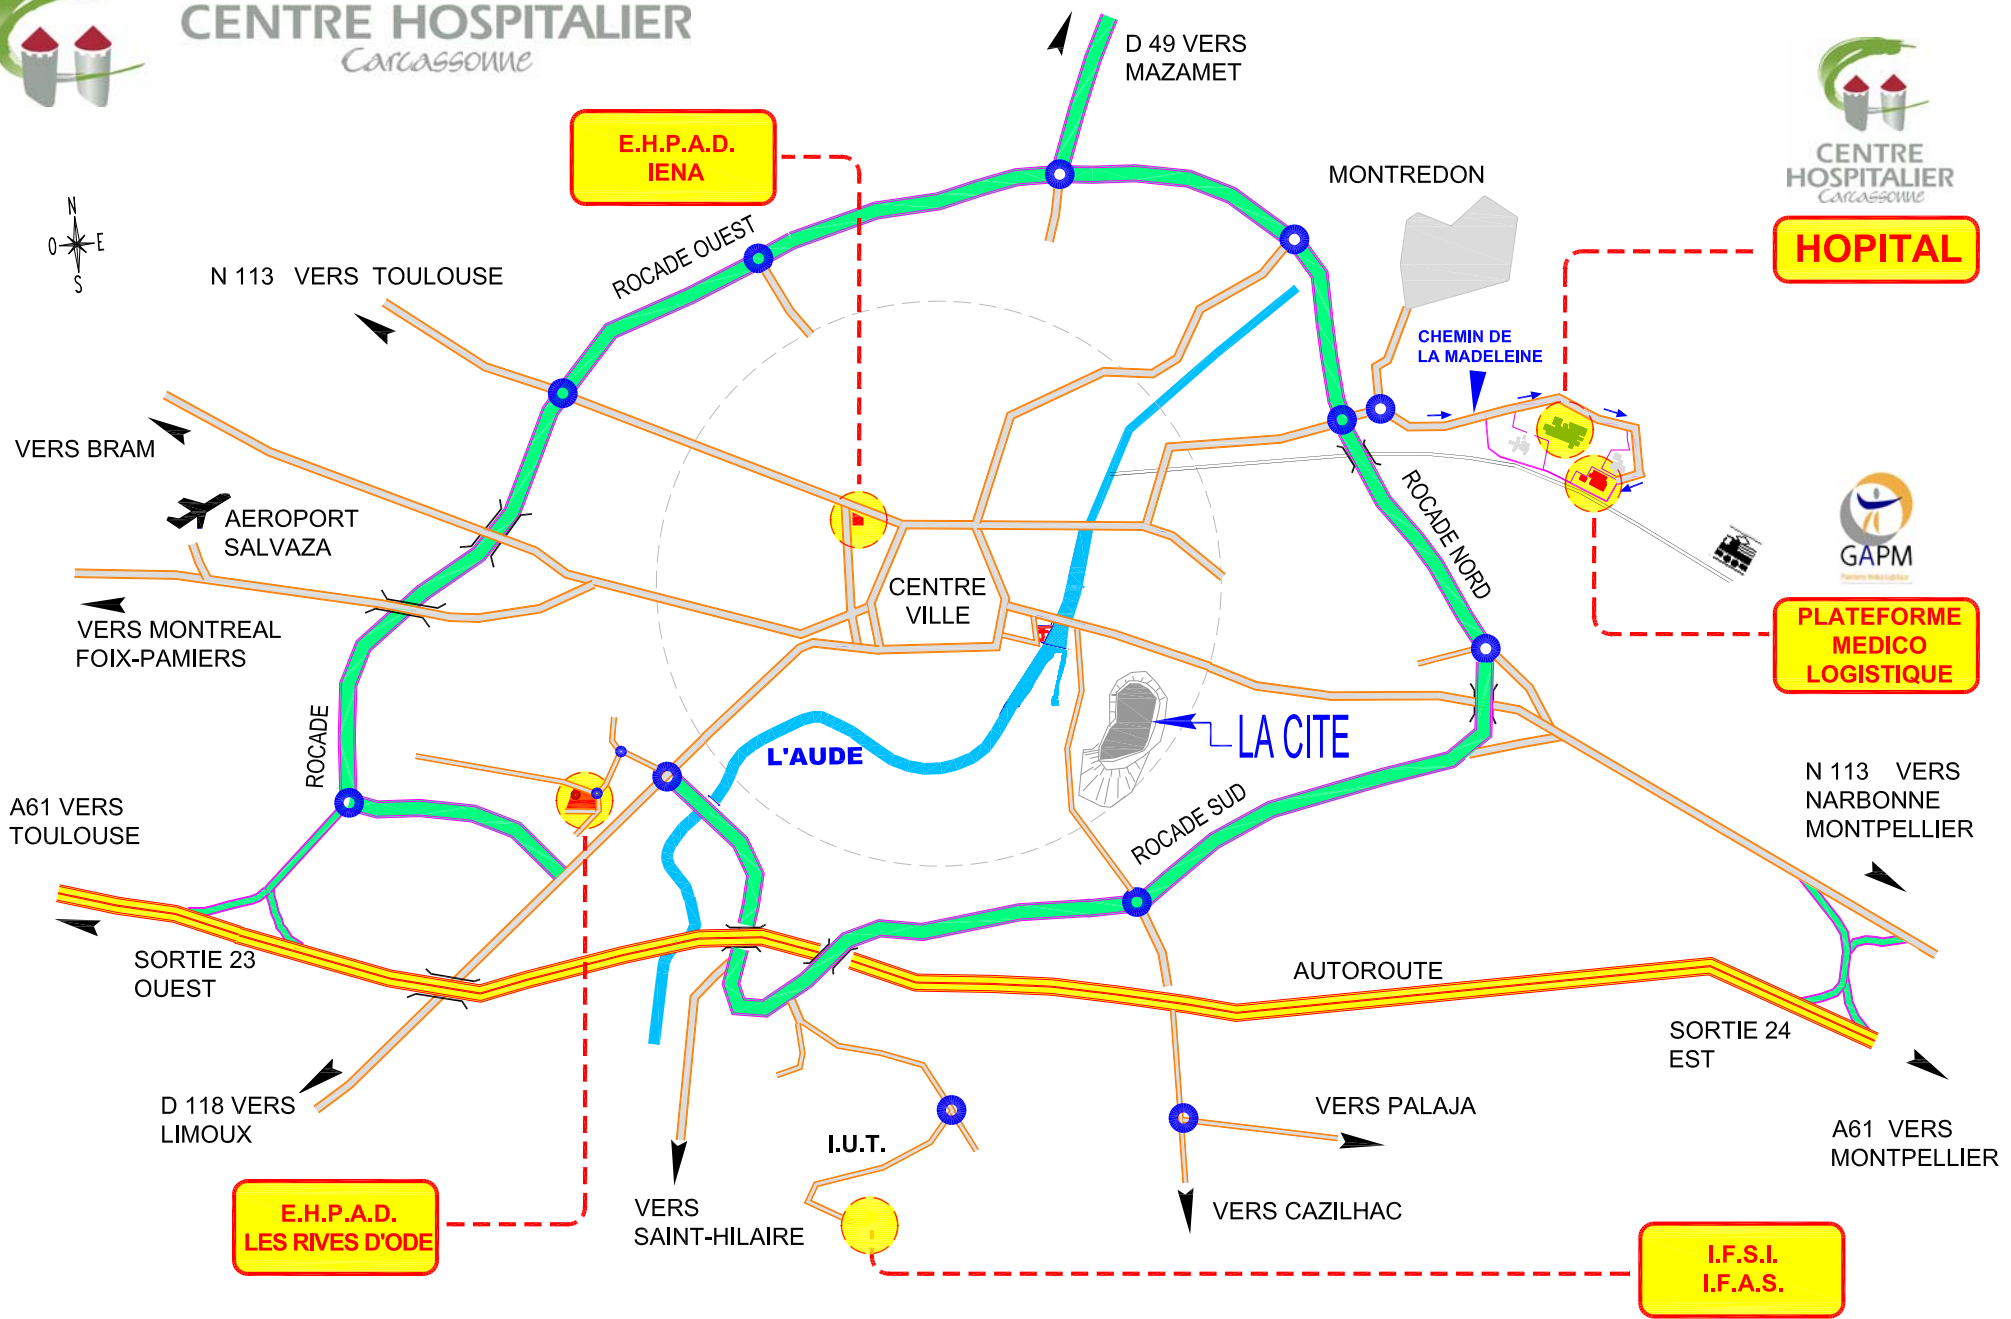 CENTRE HOSPITALIER
Carcassonne
D 49 VERS
MAZAMET
CENTRE
HOSPITALIER
Carcassonne
E.H.P.A.D.
IENA
MONTREDON
HOPITAL
N
O
E
S
N 113 VERS TOULOUSE
ROCADE OUEST
CHEMIN DE
LA MADELEINE
VERS BRAM
AEROPORT
SALVAZA
ROCADE NORD
GAPM
CENTRE
VILLE
VERS MONTREAL
FOIX-PAMIERS
PLATEFORME
MEDICO
LOGISTIQUE
ROCADE
L'AUDE
LA CITE
A61 VERS
TOULOUSE
ROCADE SUD
N 113 VERS
NARBONNE
MONTPELLIER
SORTIE 23
OUEST
AUTOROUTE
SORTIE 24
EST
D 118 VERS
LIMOUX
I.U.T.
VERS PALAJA
A61 VERS
MONTPELLIER
E.H.P.A.D.
LES RIVES D'ODE
VERS
SAINT-HILAIRE
VERS CAZILHAC
I.F.S.I.
I.F.A.S.